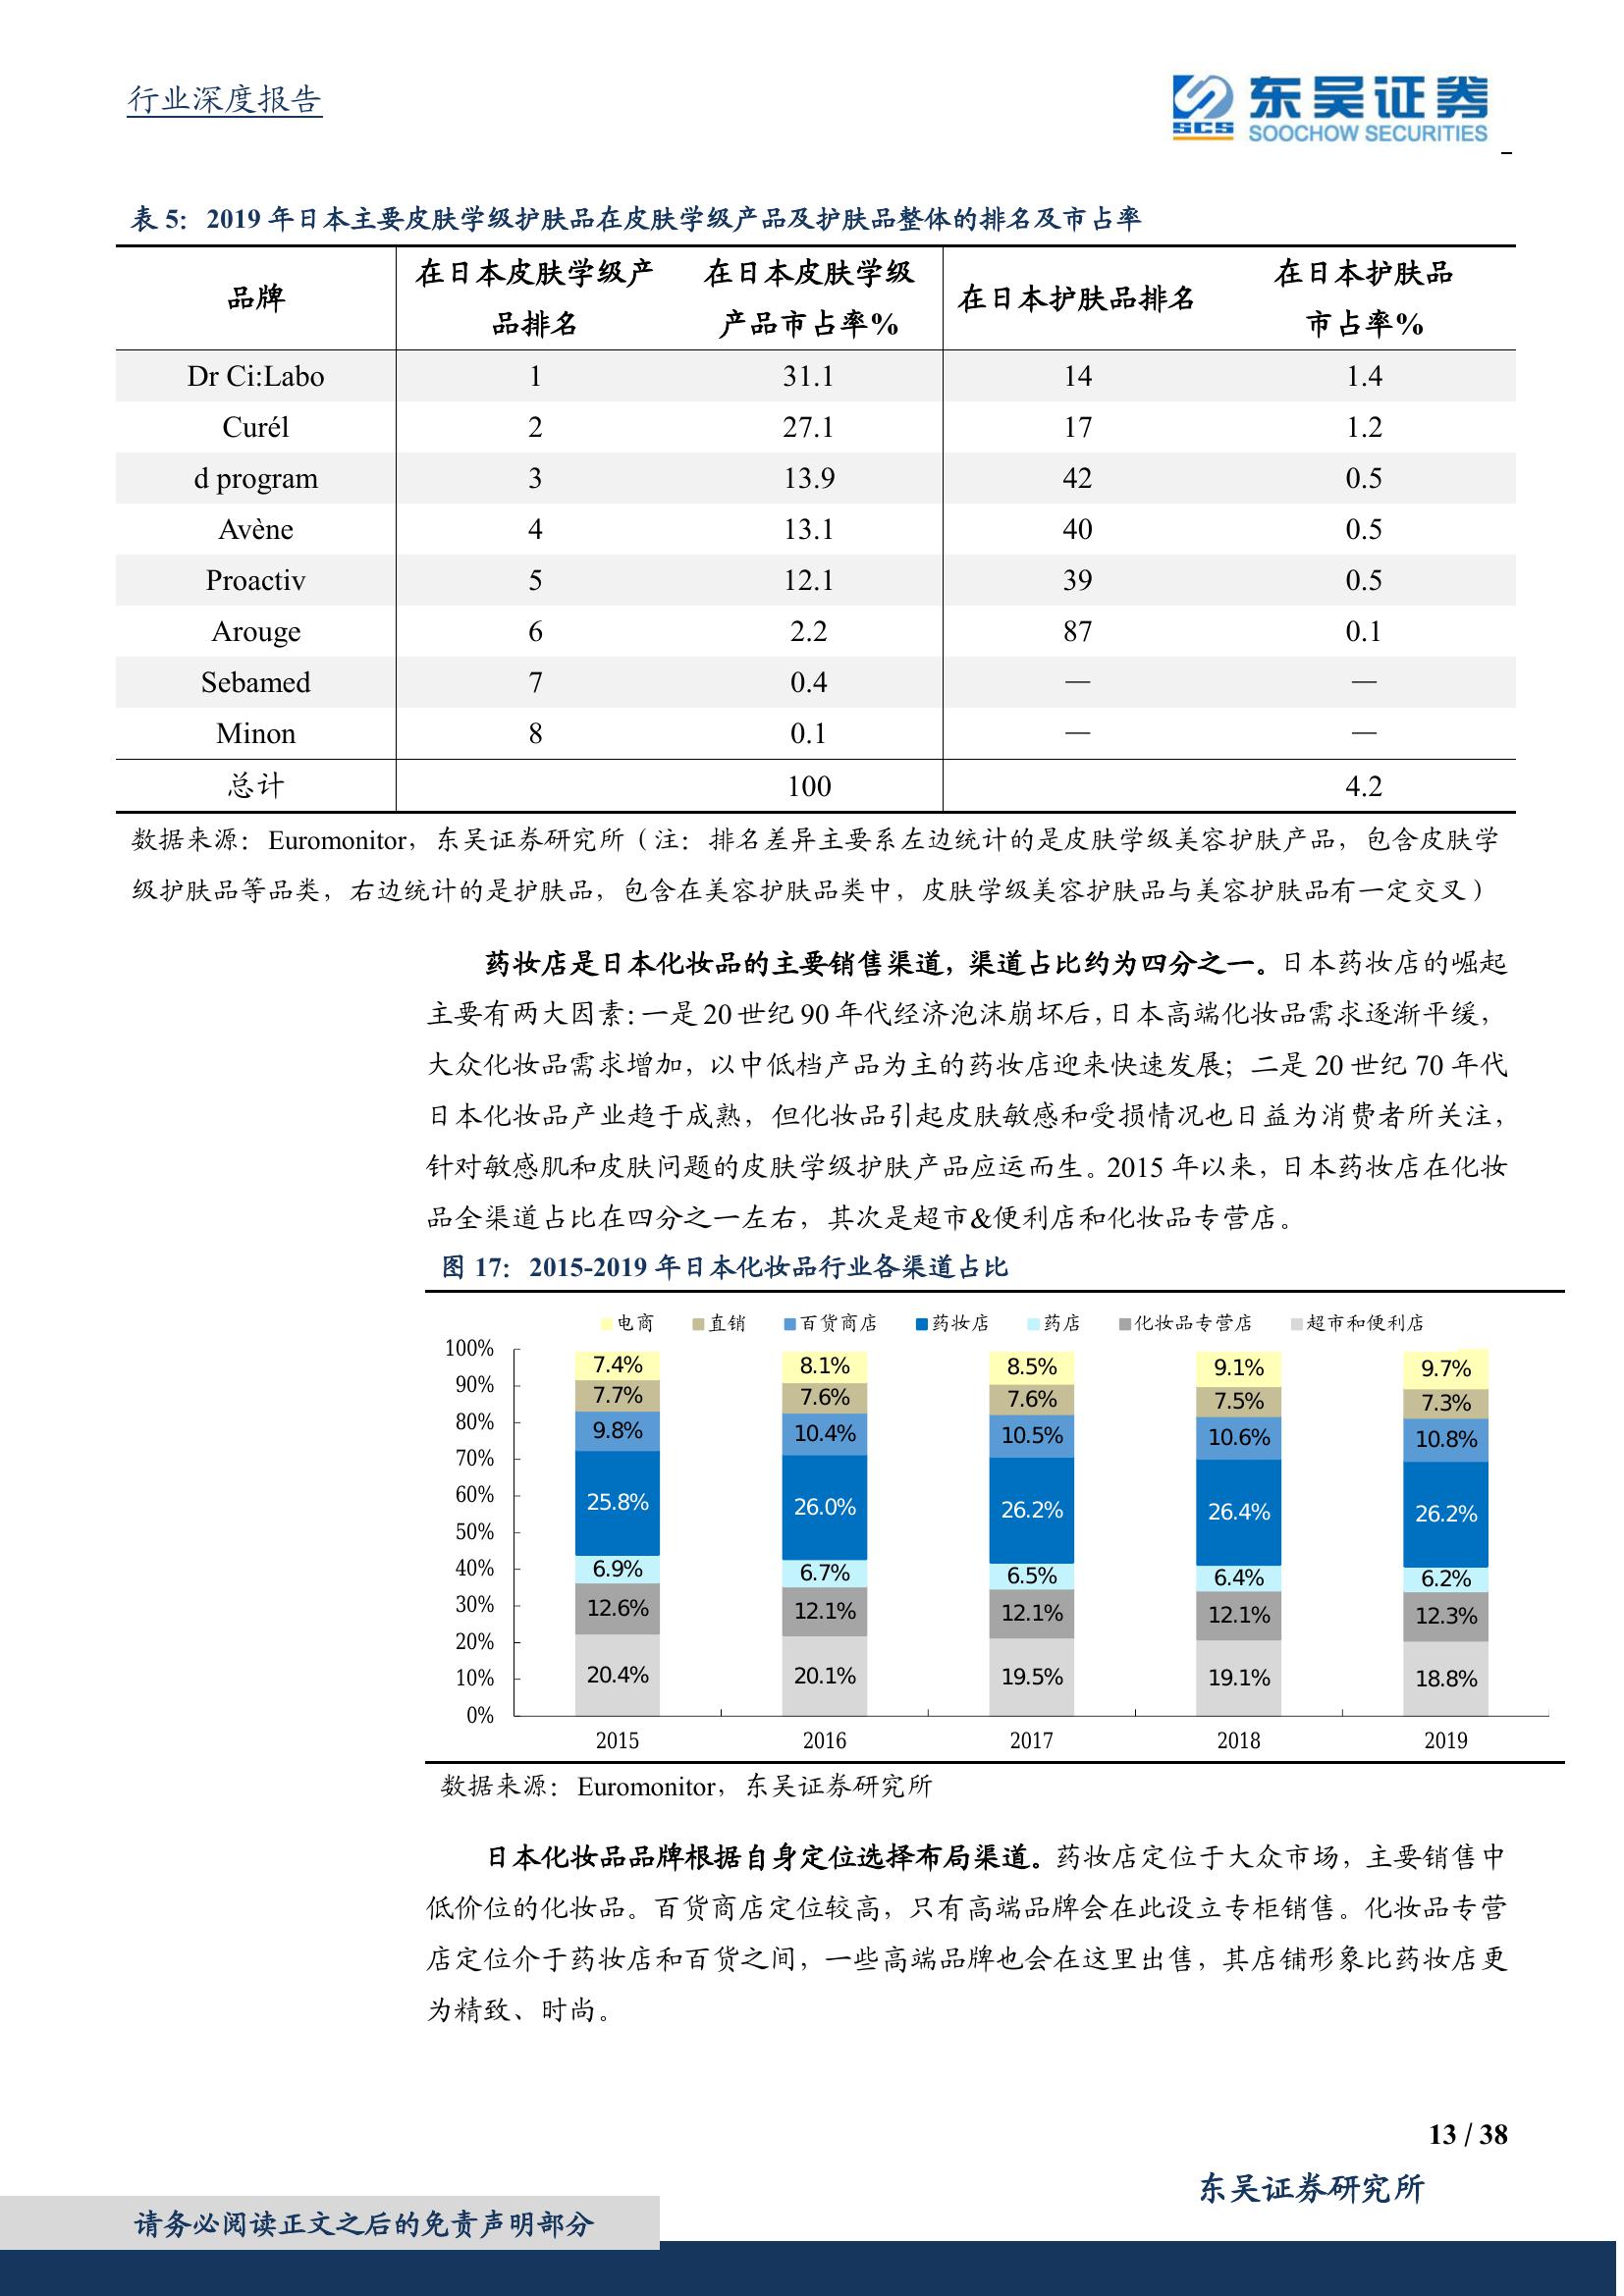 行业深度报告
东吴证券
SCS
SOOCHOW SECURITIES
表 5：2019 年日本主要皮肤学级护肤品在皮肤学级产品及护肤品整体的排名及市占率
品牌 在日本皮肤学级产品排名 在日本皮肤学级产品市占率% 在日本护肤品排名 在日本护肤品市占率%
Dr Ci:Labo 1 31.1 14 1.4
Curél 2 27.1 17 1.2
d program 3 13.9 42 0.5
Avène 4 13.1 40 0.5
Proactiv 5 12.1 39 0.5
Arouge 6 2.2 87 0.1
Sebamed 7 0.4 — —
Minon 8 0.1 — —
总计 100 4.2
数据来源：Euromonitor，东吴证券研究所（注：排名差异主要系左边统计的是皮肤学级美容护肤产品，包含皮肤学
级护肤品等品类，右边统计的是护肤品，包含在美容护肤品类中，皮肤学级美容护肤品与美容护肤品有一定交叉）
药妆店是日本化妆品的主要销售渠道，渠道占比约为四分之一。日本药妆店的崛起
主要有两大因素：一是 20 世纪 90 年代经济泡沫崩坏后，日本高端化妆品需求逐渐平缓，
大众化妆品需求增加，以中低档产品为主的药妆店迎来快速发展；二是 20 世纪 70 年代
日本化妆品产业趋于成熟，但化妆品引起皮肤敏感和受损情况也日益为消费者所关注，
针对敏感肌和皮肤问题的皮肤学级护肤产品应运而生。2015 年以来，日本药妆店在化妆
品全渠道占比在四分之一左右，其次是超市&便利店和化妆品专营店。
图 17：2015-2019 年日本化妆品行业各渠道占比
电商 直销 百货商店 药妆店 药店 化妆品专营店 超市和便利店
100%
90%
80%
70%
60%
50%
40%
30%
20%
10%
0%
7.4% 8.1% 8.5% 9.1% 9.7%
7.7% 7.6% 7.6% 7.5% 7.3%
9.8% 10.4% 10.5% 10.6% 10.8%
25.8% 26.0% 26.2% 26.4% 26.2%
6.9% 6.7% 6.5% 6.4% 6.2%
12.6% 12.1% 12.1% 12.1% 12.3%
20.4% 20.1% 19.5% 19.1% 18.8%
2015 2016 2017 2018 2019
数据来源：Euromonitor，东吴证券研究所
日本化妆品品牌根据自身定位选择布局渠道。药妆店定位于大众市场，主要销售中
低价位的化妆品。百货商店定位较高，只有高端品牌会在此设立专柜销售。化妆品专营
店定位介于药妆店和百货之间，一些高端品牌也会在这里出售，其店铺形象比药妆店更
为精致、时尚。
13 / 38
东吴证券研究所
请务必阅读正文之后的免责声明部分